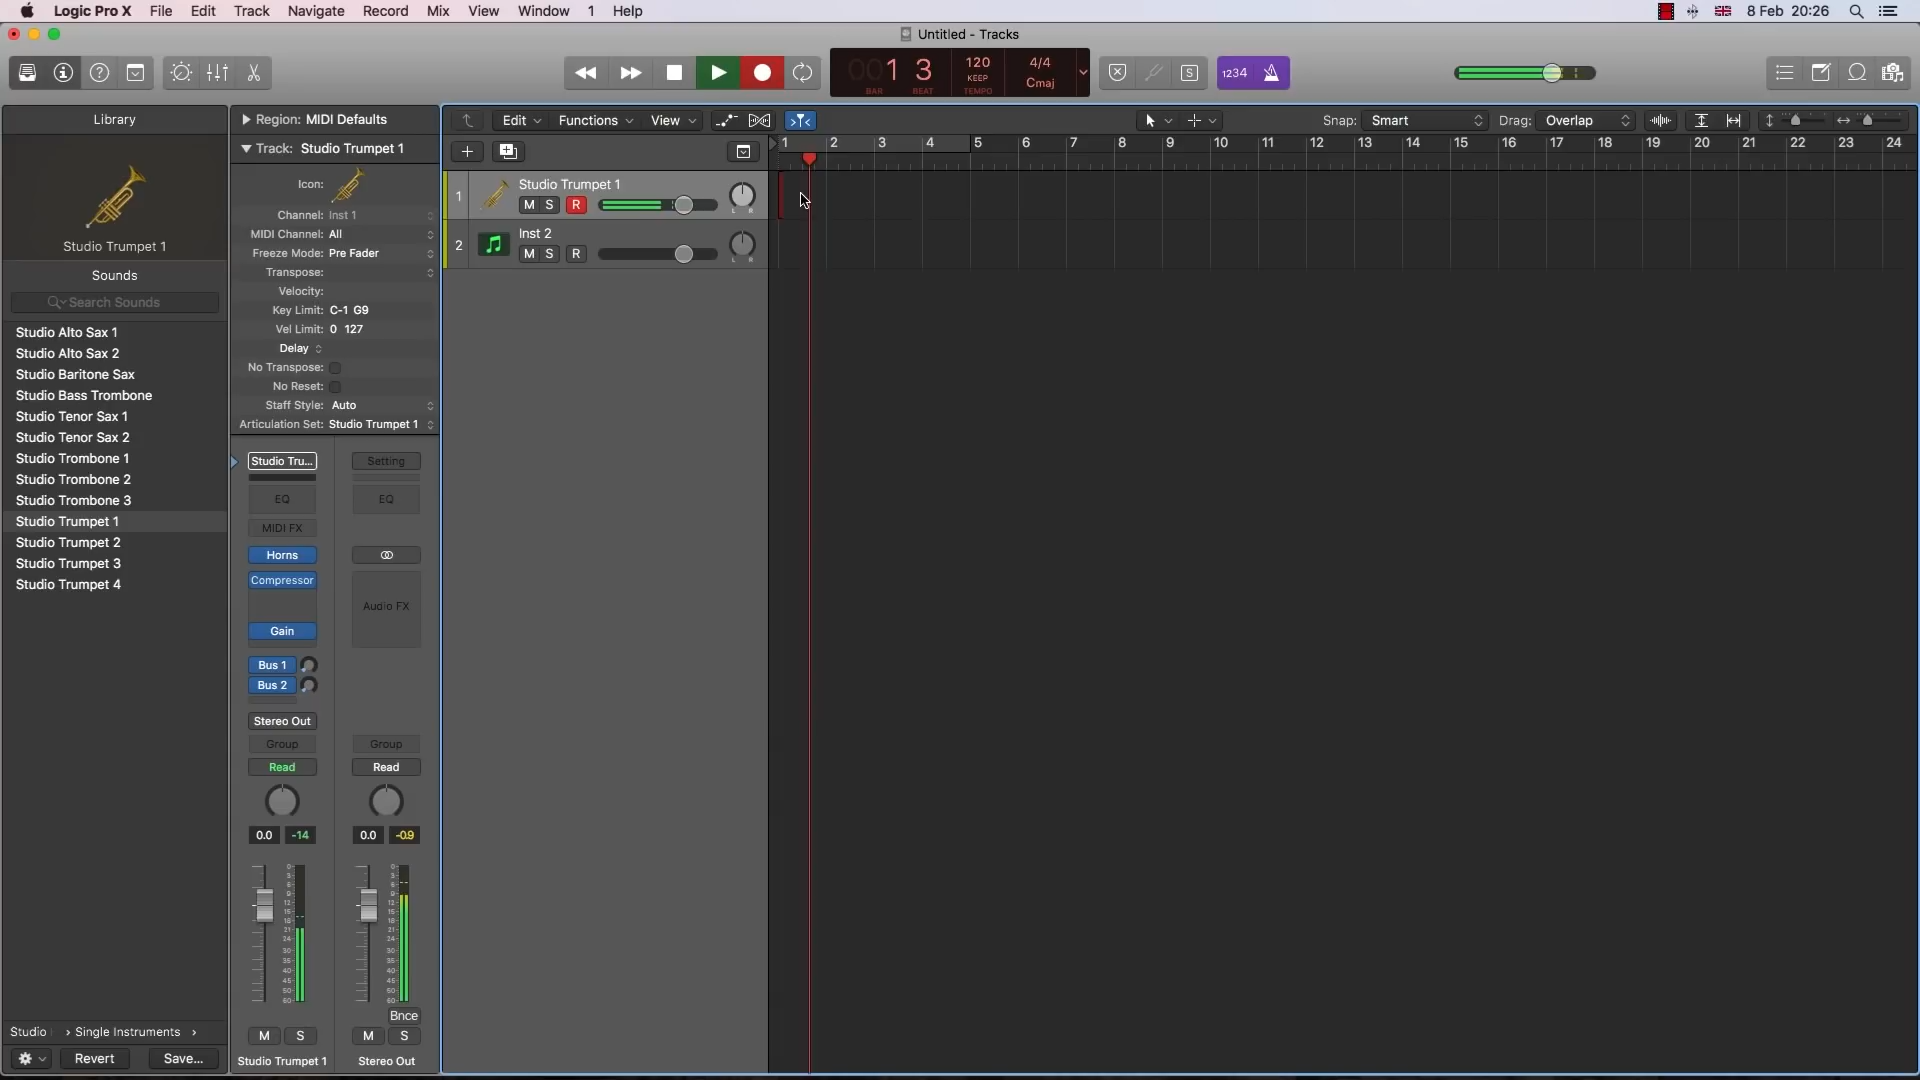 Logic Pro X File Edit Track Navigate Record Mix View Window 1 Help 8 Feb 20:26
Untitled - Tracks
001 3 120 4/4
KEEP Cmaj
BAR BEAT TEMPO
1234
S
Library
Studio Trumpet 1
Sounds
Search Sounds
Studio Alto Sax 1
Studio Alto Sax 2
Studio Baritone Sax
Studio Bass Trombone
Studio Tenor Sax 1
Studio Tenor Sax 2
Studio Trombone 1
Studio Trombone 2
Studio Trombone 3
Studio Trumpet 1
Studio Trumpet 2
Studio Trumpet 3
Studio Trumpet 4
Studio > Single Instruments >
Revert Save...
Region: MIDI Defaults
Track: Studio Trumpet 1
Icon:
Channel: Inst 1
MIDI Channel: All
Freeze Mode: Pre Fader
Transpose:
Velocity:
Key Limit: C-1 G9
Vel Limit: 0 127
Delay
No Transpose:
No Reset:
Staff Style: Auto
Articulation Set: Studio Trumpet 1
Studio Tru... Setting
EQ EQ
MIDI FX
Horns
Compressor
Audio FX
Gain
Bus 1
Bus 2
Stereo Out
Group Group
Read Read
0.0 -14 0.0 -0.9
Bnce
M S M S
Studio Trumpet 1 Stereo Out
Edit Functions View Snap: Smart Drag: Overlap
1 2 3 4 5 6 7 8 9 10 11 12 13 14 15 16 17 18 19 20 21 22 23 24
1 Studio Trumpet 1
M S R L R
2 Inst 2
M S R L R